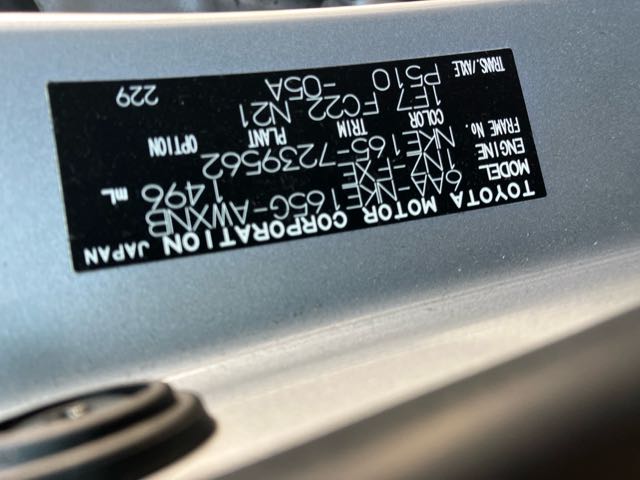 TOYOTA MOTOR CORPORATION JAPAN
MODEL 6AA-NKE165G-AWXNB
ENGINE 1NZ-FXE 1496 mL
FRAME No. NKE165-7239562
COLOR TRIM PLANT OPTION
1F7 FC22 N21
TRANS./AXLE P510 -05A
229